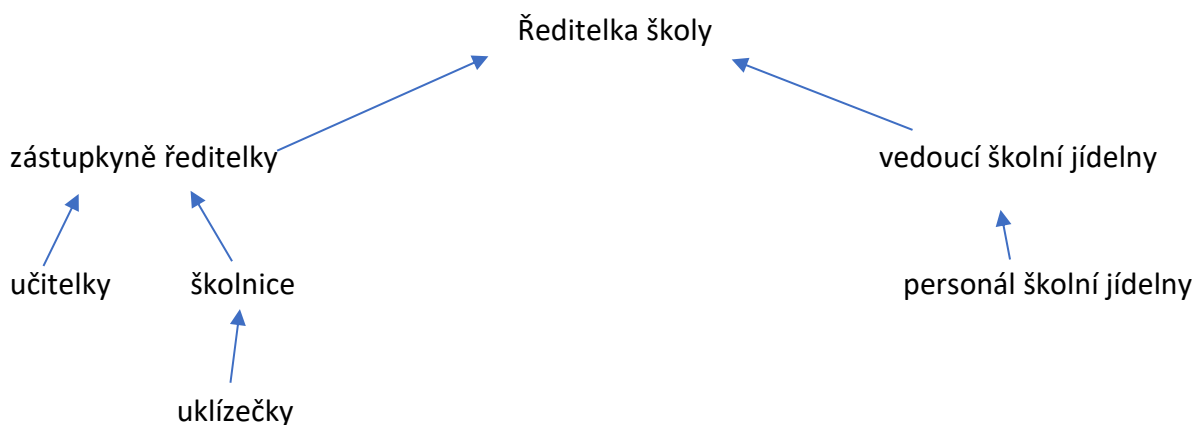 Ředitelka školy
zástupkyně ředitelky
vedoucí školní jídelny
učitelky
školnice
personál školní jídelny
uklízečky